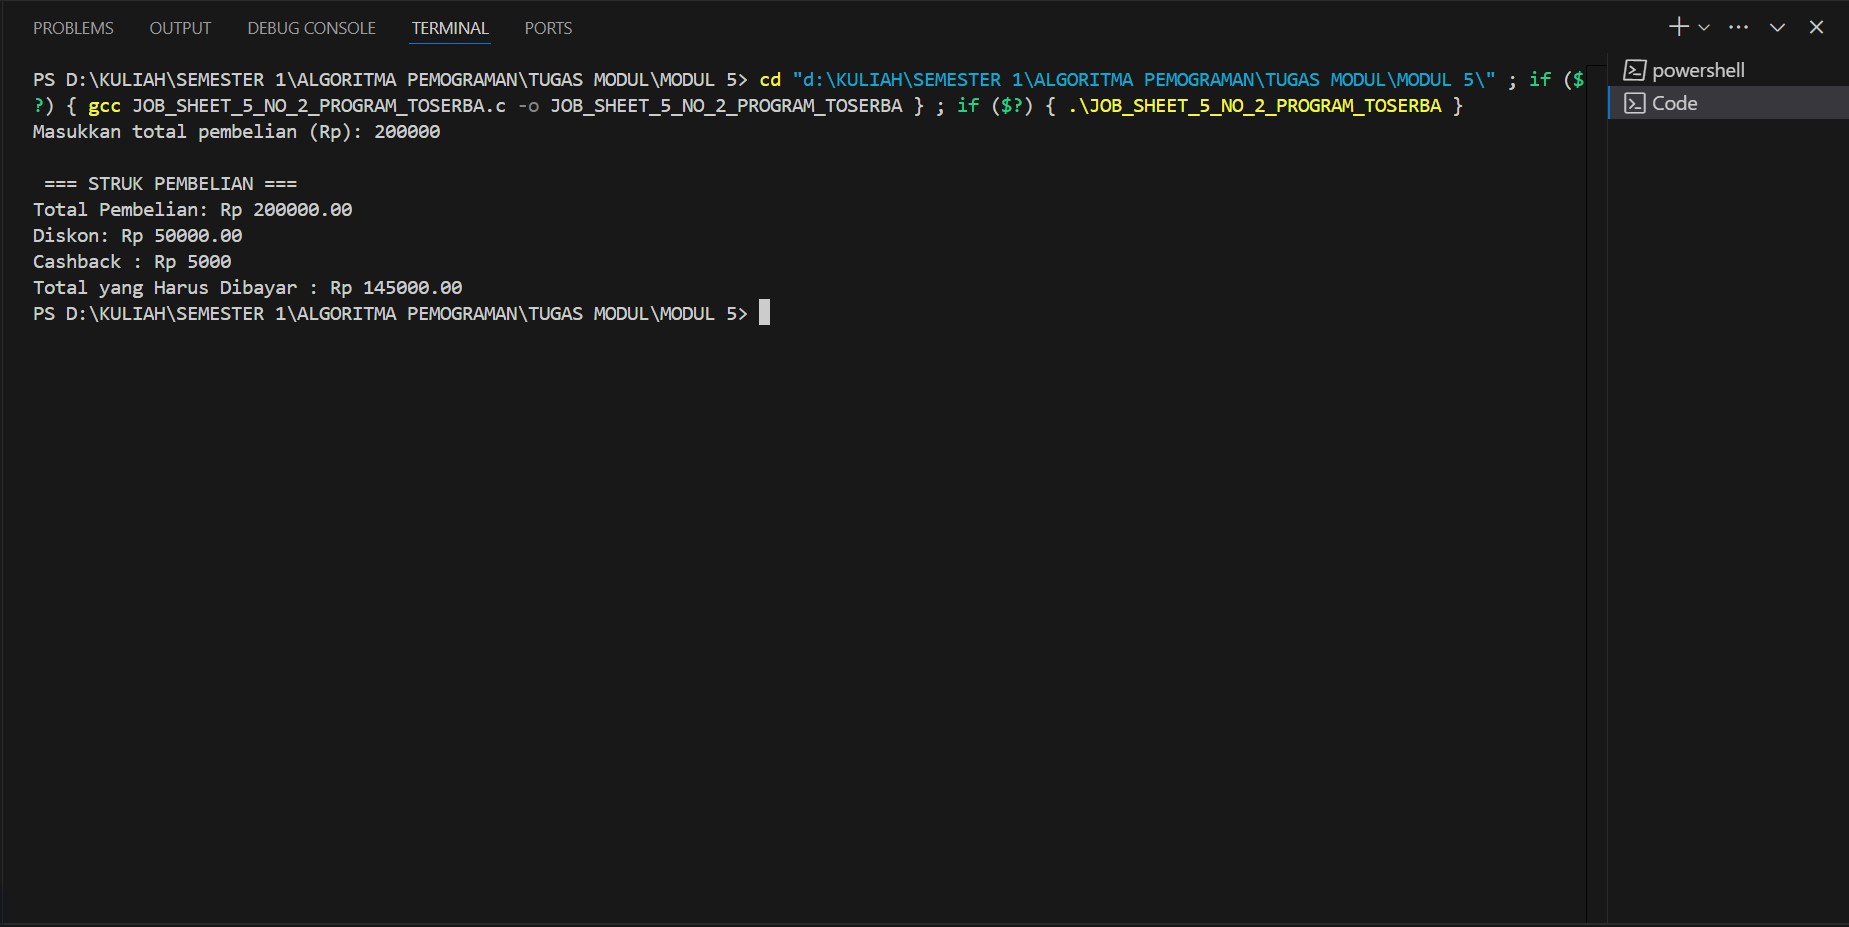 PROBLEMS OUTPUT DEBUG CONSOLE TERMINAL PORTS
PS D:\KULIAH\SEMESTER 1\ALGORITMA PEMOGRAMAN\TUGAS MODUL\MODUL 5> cd "d:\KULIAH\SEMESTER 1\ALGORITMA PEMOGRAMAN\TUGAS MODUL\MODUL 5\" ; if ($
?) { gcc JOB_SHEET_5_NO_2_PROGRAM_TOSERBA.c -o JOB_SHEET_5_NO_2_PROGRAM_TOSERBA } ; if ($?) { .\JOB_SHEET_5_NO_2_PROGRAM_TOSERBA }
Masukkan total pembelian (Rp): 200000
=== STRUK PEMBELIAN ===
Total Pembelian: Rp 200000.00
Diskon: Rp 50000.00
Cashback : Rp 5000
Total yang Harus Dibayar : Rp 145000.00
PS D:\KULIAH\SEMESTER 1\ALGORITMA PEMOGRAMAN\TUGAS MODUL\MODUL 5>
powershell
Code